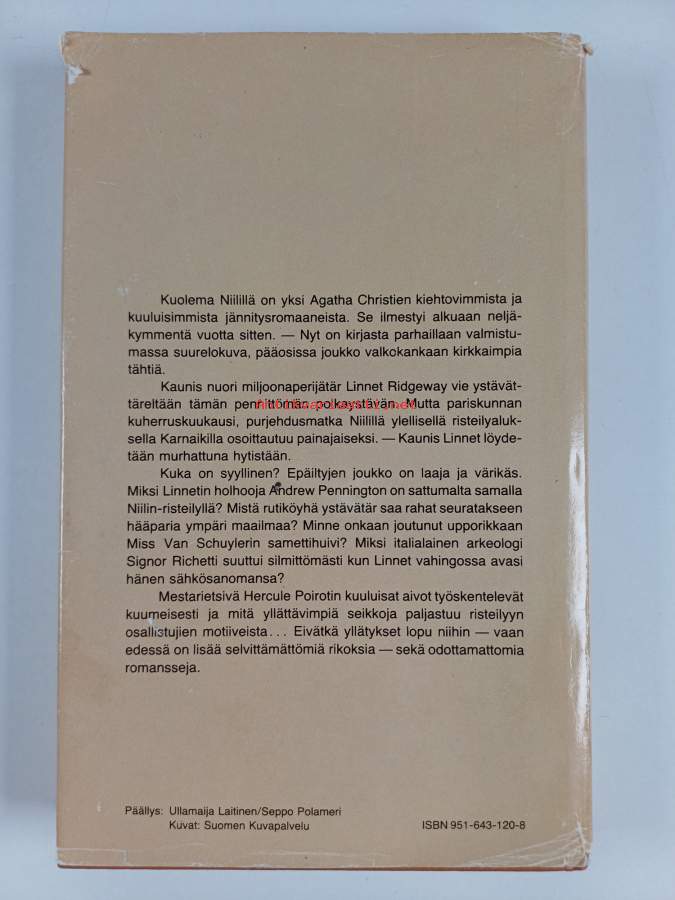 Kuolema Niilillä on yksi Agatha Christien kiehtovimmista ja
kuuluisimmista jännitysromaaneista. Se ilmestyi alkuaan neljä-
kymmentä vuotta sitten. — Nyt on kirjasta parhaillaan valmistu-
massa suurelokuva, pääosissa joukko valkokankaan kirkkaimpia
tähtiä.
Kaunis nuori miljoonaperijätär Linnet Ridgeway vie ystävät-
täreltään tämän pennittömän poikaystävän. Mutta pariskunnan
kuherruskuukausi, purjehdusmatka Niilillä ylellisellä risteilyaluk-
sella Karnakilla osoittautuu painajaiseksi. — Kaunis Linnet löyde-
tään murhattuna hytistään.
Kuka on syyllinen? Epäiltyjen joukko on laaja ja värikäs.
Miksi Linnetin holhooja Andrew Pennington on sattumalta samalla
Niilin-risteilyllä? Mistä rutiköyhä ystävätär saa rahat seuratakseen
hääparia ympäri maailmaa? Minne onkaan joutunut upporikkaan
Miss Van Schuylerin samettihuivi? Miksi italialainen arkeologi
Signor Richetti suuttui silmittömästi kun Linnet vahingossa avasi
hänen sähkösanomansa?
Mestarietsivä Hercule Poirotin kuuluisat aivot työskentelevät
kuumeisesti ja mitä yllättävimpiä seikkoja paljastuu risteilyyn
osallistujien motiiveista... Eivätkä yllätykset lopu niihin — vaan
edessä on lisää selvittämättömiä rikoksia — sekä odottamattomia
romansseja.
Päällys: Ullamaija Laitinen/Seppo Polameri
Kuvat: Suomen Kuvapalvelu
ISBN 951-643-120-8